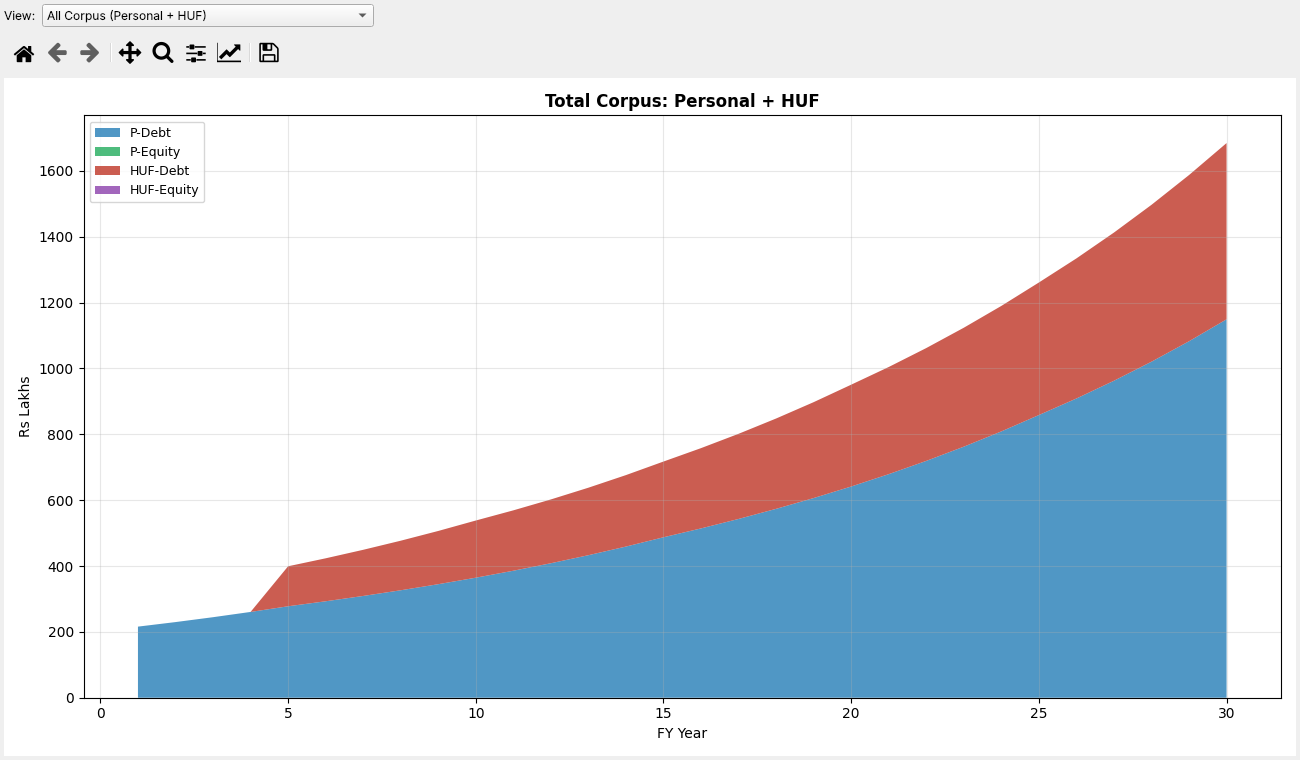 View: All Corpus (Personal + HUF)
Total Corpus: Personal + HUF
P-Debt
P-Equity
HUF-Debt
HUF-Equity
1600
1400
1200
1000
800
600
400
200
0
Rs Lakhs
0 5 10 15 20 25 30
FY Year